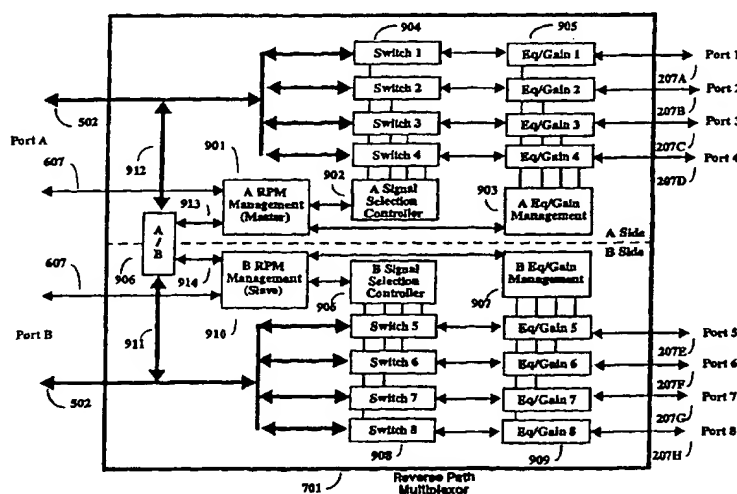 904
905
Switch 1
Eq/Gain 1
Port 1
207A
Switch 2
Eq/Gain 2
Port 2
207B
502
Switch 3
Eq/Gain 3
Port 3
207C
Port A
912
901
Switch 4
Eq/Gain 4
Port 4
207D
607
902
A RPM
Management
(Master)
A Signal
Selection
Controller
903
A Eq/Gain
Management
913
A Side
A
/
B
B Side
906
914
607
B RPM
Management
(Slave)
B Signal
Selection
Controller
906
907
B Eq/Gain
Management
910
911
Port B
Switch 5
Eq/Gain 5
Port 5
207E
Switch 6
Eq/Gain 6
Port 6
207F
502
Switch 7
Eq/Gain 7
Port 7
207G
Switch 8
Eq/Gain 8
Port 8
207H
908
909
701
Reverse Path
Multiplexor